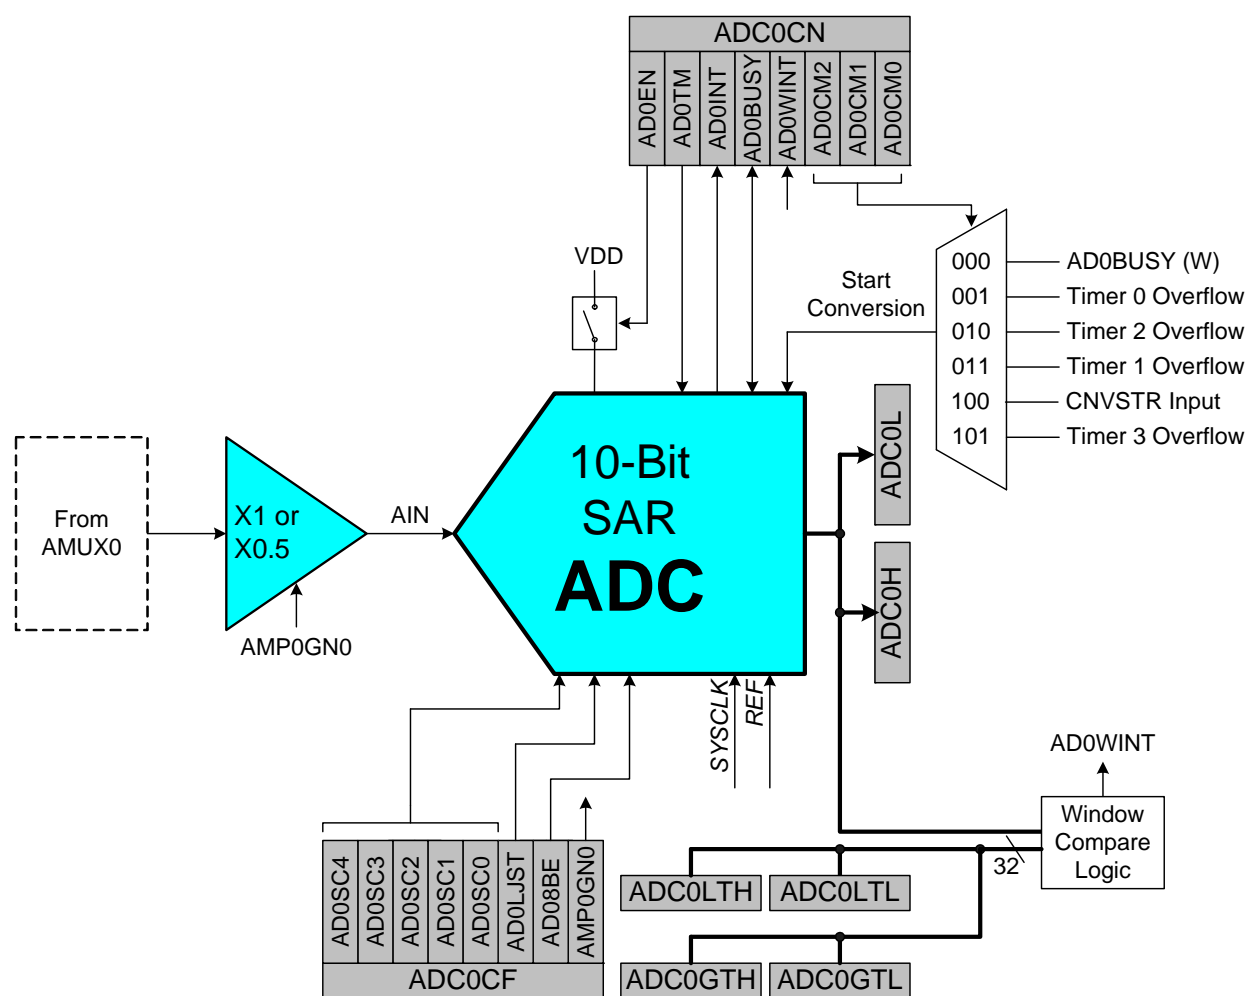 ADC0CN
AD0EN
AD0TM
AD0INT
AD0BUSY
AD0WINT
AD0CM2
AD0CM1
AD0CM0
VDD
Start
Conversion
000
AD0BUSY (W)
001
Timer 0 Overflow
010
Timer 2 Overflow
011
Timer 1 Overflow
100
CNVSTR Input
101
Timer 3 Overflow
From
AMUX0
X1 or
X0.5
AMP0GN0
AIN
10-Bit
SAR
ADC
ADC0L
ADC0H
SYSCLK
REF
AD0WINT
Window
Compare
Logic
32
AD0SC4
AD0SC3
AD0SC2
AD0SC1
AD0SC0
AD0LJST
AD08BE
AMP0GN0
ADC0CF
ADC0LTH
ADC0LTL
ADC0GTH
ADC0GTL